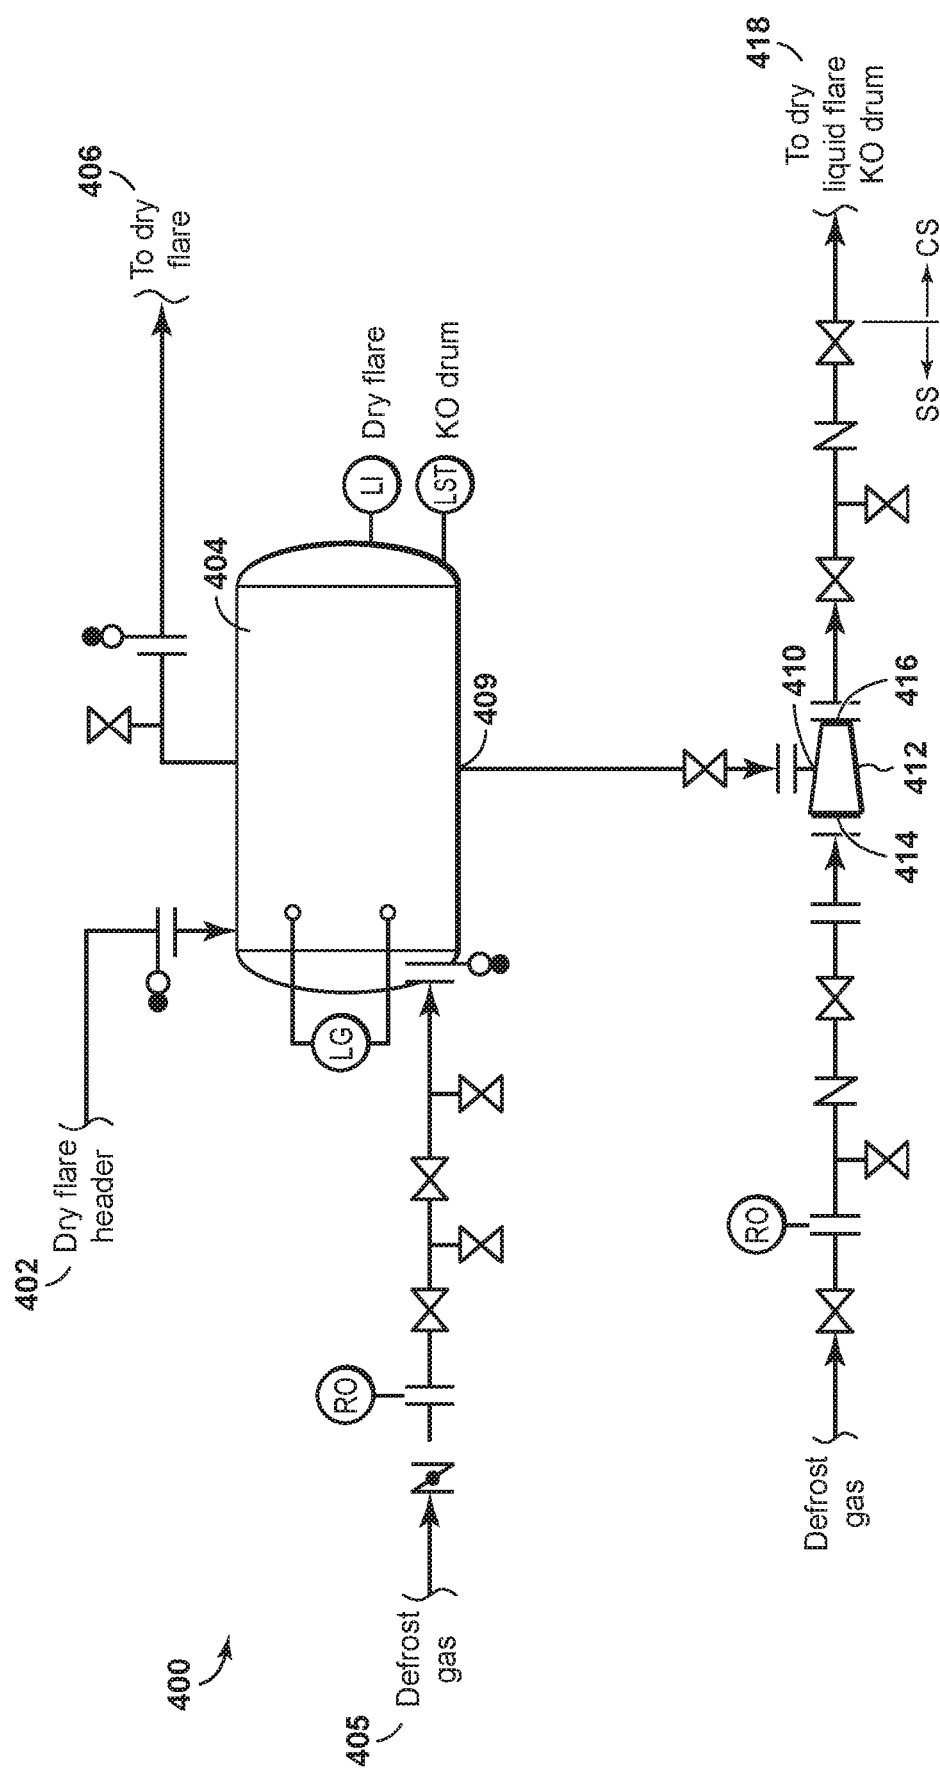 400
402
Dry flare
header
406
To dry
flare
404
LG
LI
Dry flare
LST
KO drum
409
405
Defrost
gas
RO
410
412
414
416
418
To dry
liquid flare
KO drum
RO
Defrost
gas
SS
CS